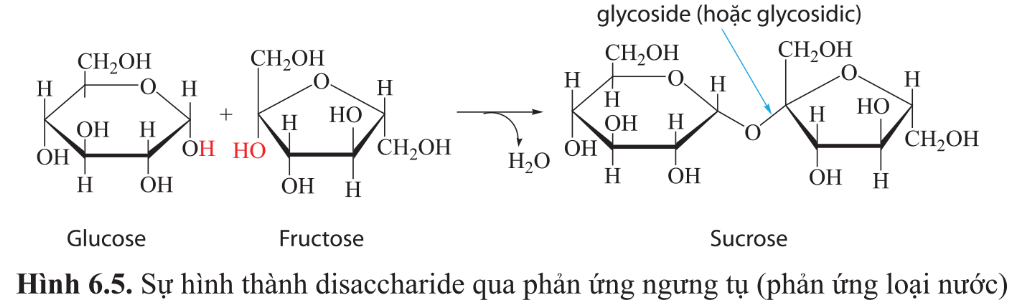 glycoside (hoặc glycosidic)
CH2OH
O
H
H
OH
H
OH
OH
H
OH
Glucose
+
CH2OH
O
H
HO
H
HO
CH2OH
OH
H
Fructose
H2O
CH2OH
O
H
H
H
OH
H
OH
H
OH
O
CH2OH
O
H
HO
H
CH2OH
OH
H
Sucrose
Hình 6.5. Sự hình thành disaccharide qua phản ứng ngưng tụ (phản ứng loại nước)